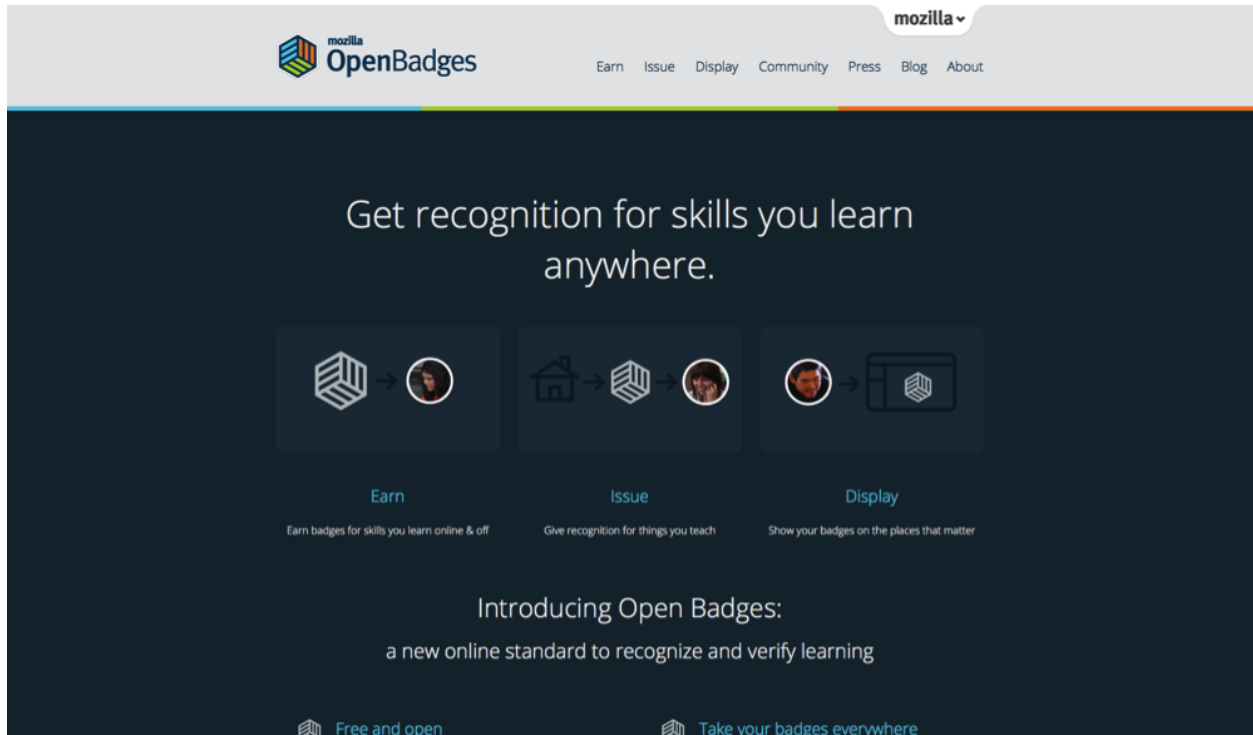 mozilla
mozilla
OpenBadges
Earn Issue Display Community Press Blog About
Get recognition for skills you learn
anywhere.
Earn
Issue
Display
Earn badges for skills you learn online & off
Give recognition for things you teach
Show your badges on the places that matter
Introducing Open Badges:
a new online standard to recognize and verify learning
Free and open
Take your badges everywhere